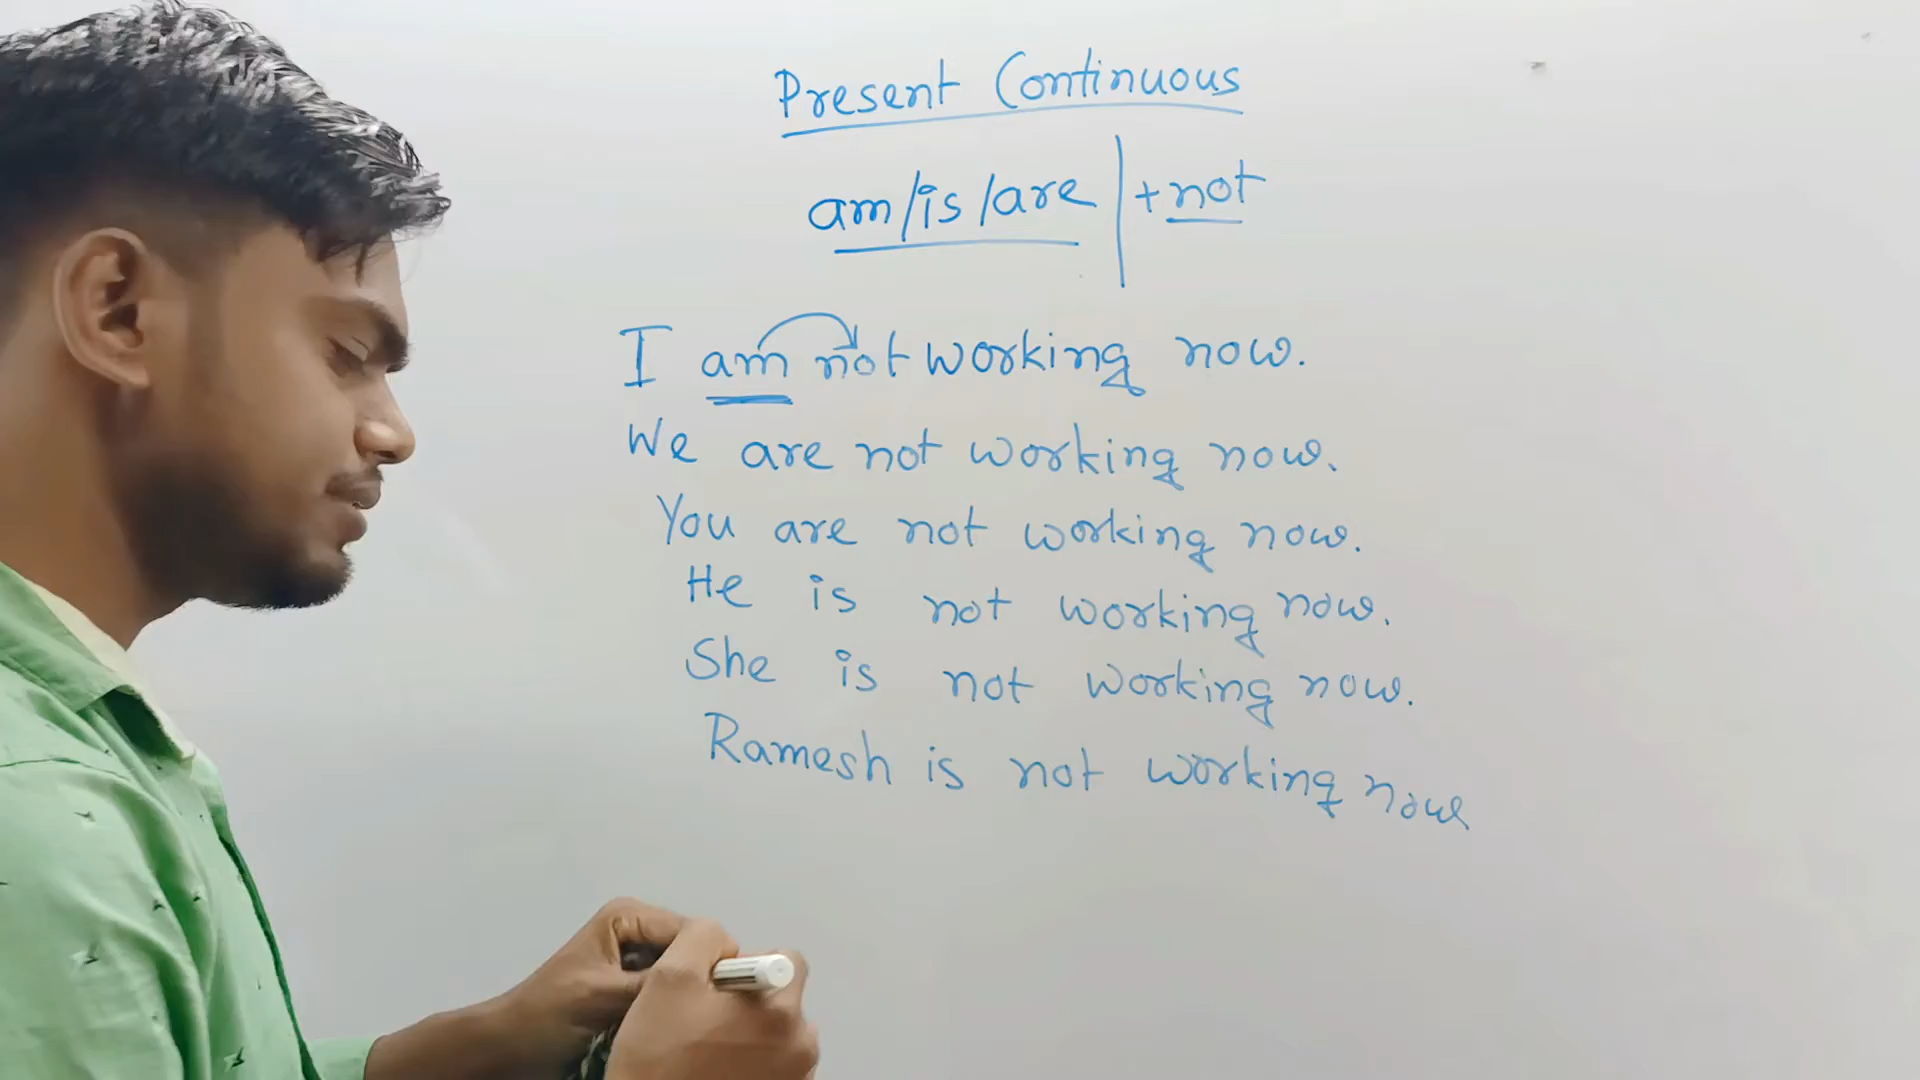 Present Continuous
am/is/are | + not
I am not working now.
We are not working now.
You are not working now.
He is not working now.
She is not working now.
Ramesh is not working now